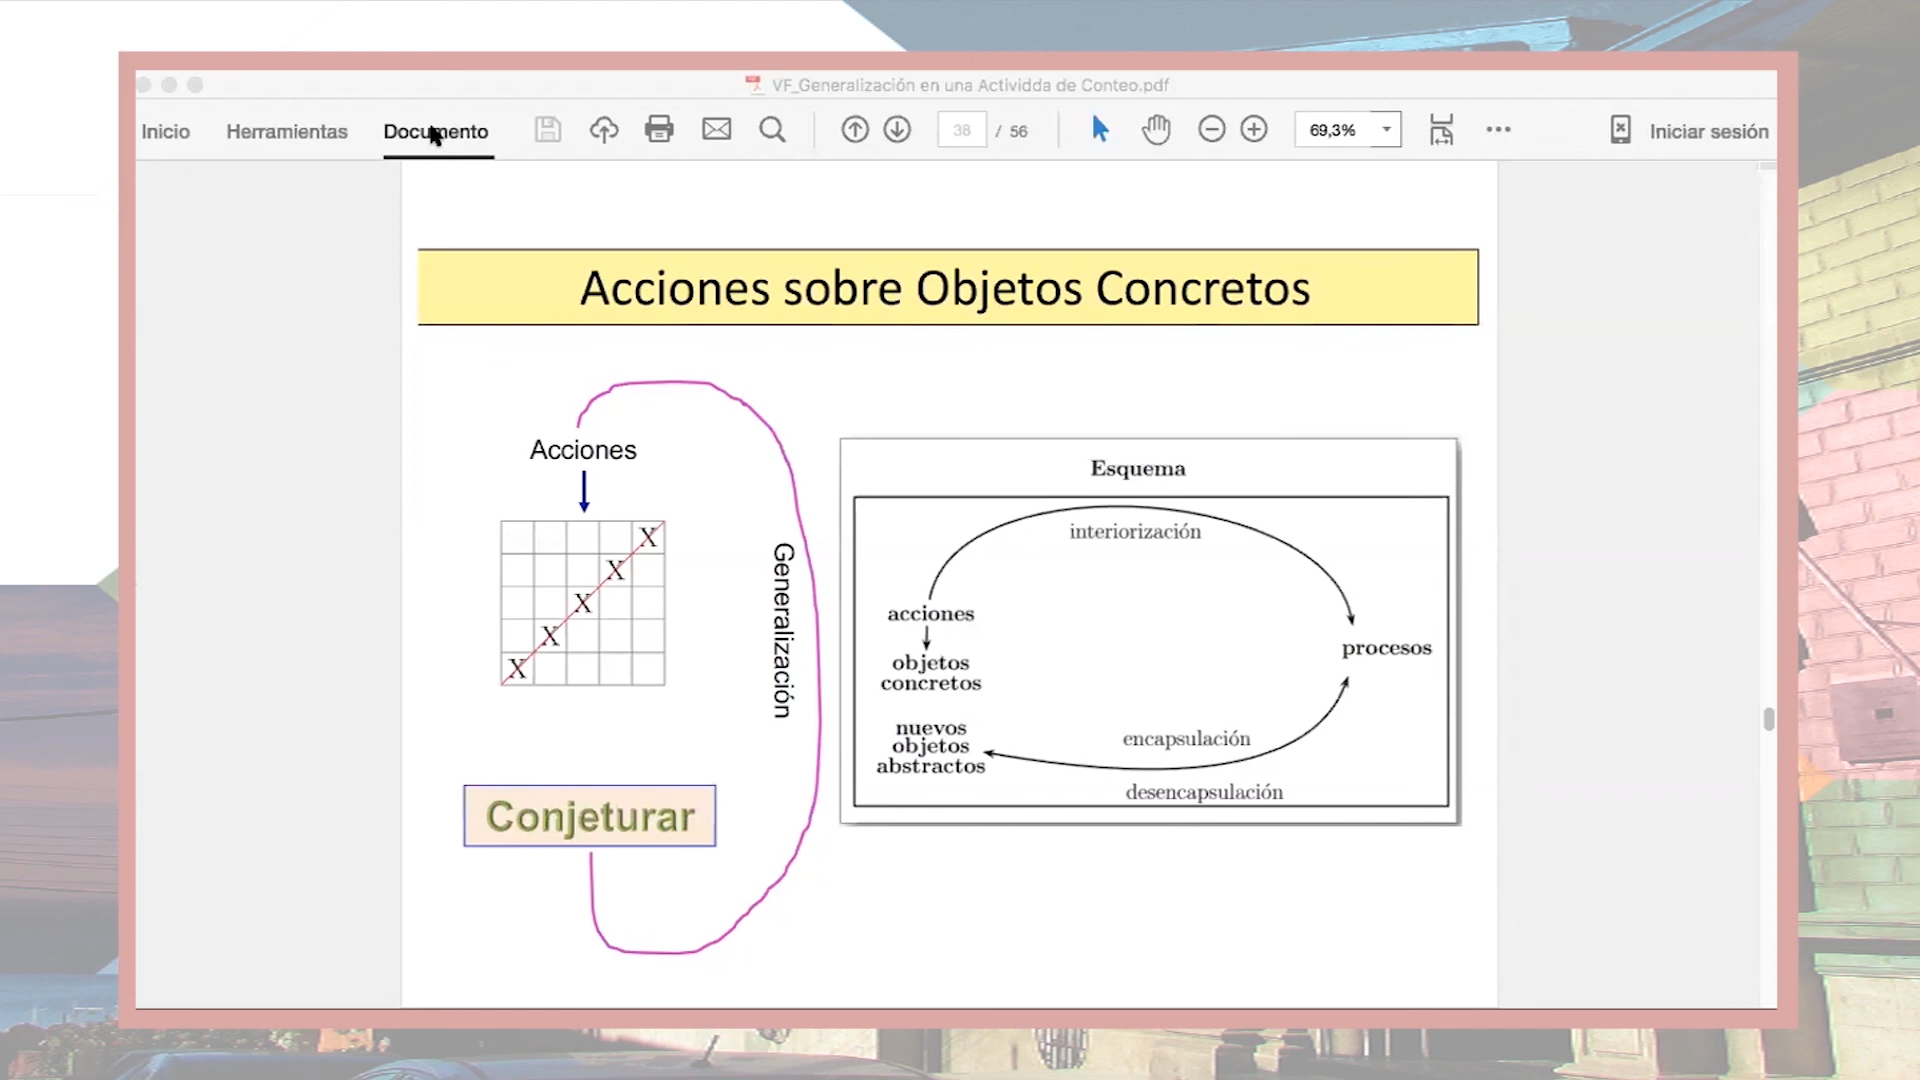 VF_Generalización en una Activідda de Conteo.pdf
Inicio
Herramientas
Documento
38 / 56
69,3%
Iniciar sesión
Acciones sobre Objetos Concretos
Acciones
X
X
X
X
X
Generalización
Conjeturar
Esquema
interiorización
acciones
objetos
concretos
procesos
nuevos
objetos
abstractos
encapsulación
desencapsulación